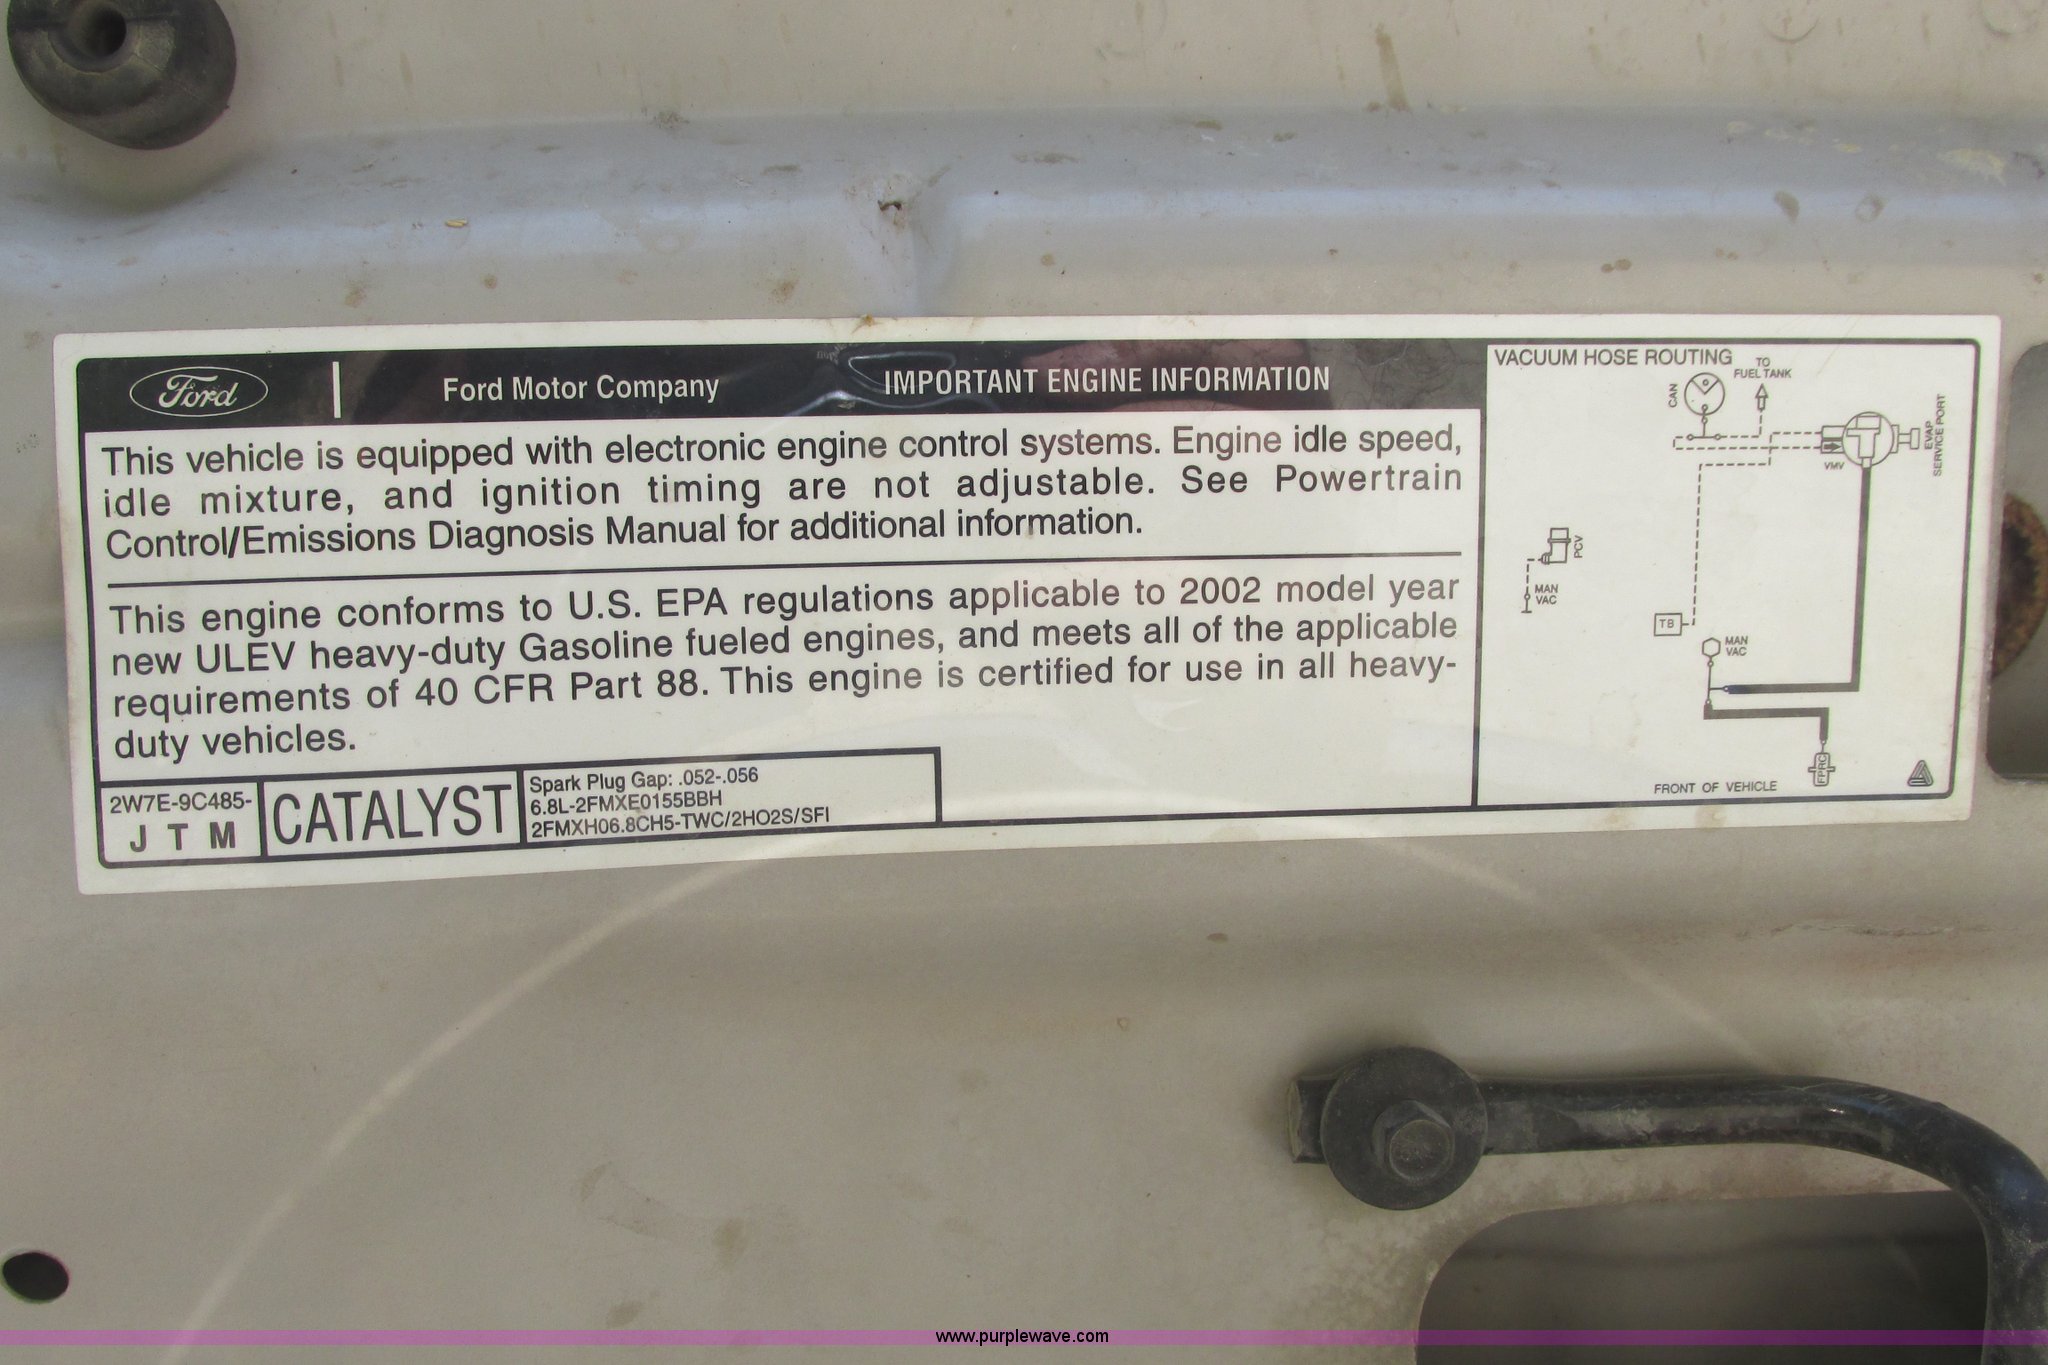 Ford
Ford Motor Company
IMPORTANT ENGINE INFORMATION
This vehicle is equipped with electronic engine control systems. Engine idle speed,
idle mixture, and ignition timing are not adjustable. See Powertrain
Control/Emissions Diagnosis Manual for additional information.
This engine conforms to U.S. EPA regulations applicable to 2002 model year
new ULEV heavy-duty Gasoline fueled engines, and meets all of the applicable
requirements of 40 CFR Part 88. This engine is certified for use in all heavy-
duty vehicles.
2W7E-9C485-
J T M
CATALYST
Spark Plug Gap: .052-.056
6.8L-2FMXE0155BBH
2FMXH06.8CH5-TWC/2HO2S/SFI
VACUUM HOSE ROUTING
TO
FUEL TANK
CAN
VMV
EVAP
SERVICE PORT
PCV
MAN
VAC
TB
MAN
VAC
FPRC
FRONT OF VEHICLE
www.purplewave.com